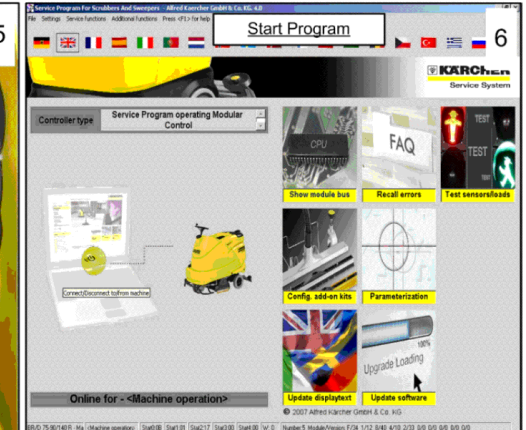 5
Service Program For Scrubbers And Sweepers - Alfred Kaercher GmbH & Co. KG. 4.0
File Settings Service functions Additional functions Press <F1> for help
Start Program
6
KÄRCHER
Service System
Controller type
Service Program operating Modular
Control
CPU
FAQ
TEST
TEST
TEST
Show module bus
Recall errors
Test sensors/loads
Connect/Disconnect to/from machine
Config. add-on kits
Parameterization
100%
Upgrade Loading
Update displaytext
Update software
Online for - <Machine operation>
© 2007 Alfred Kärcher GmbH & Co. KG